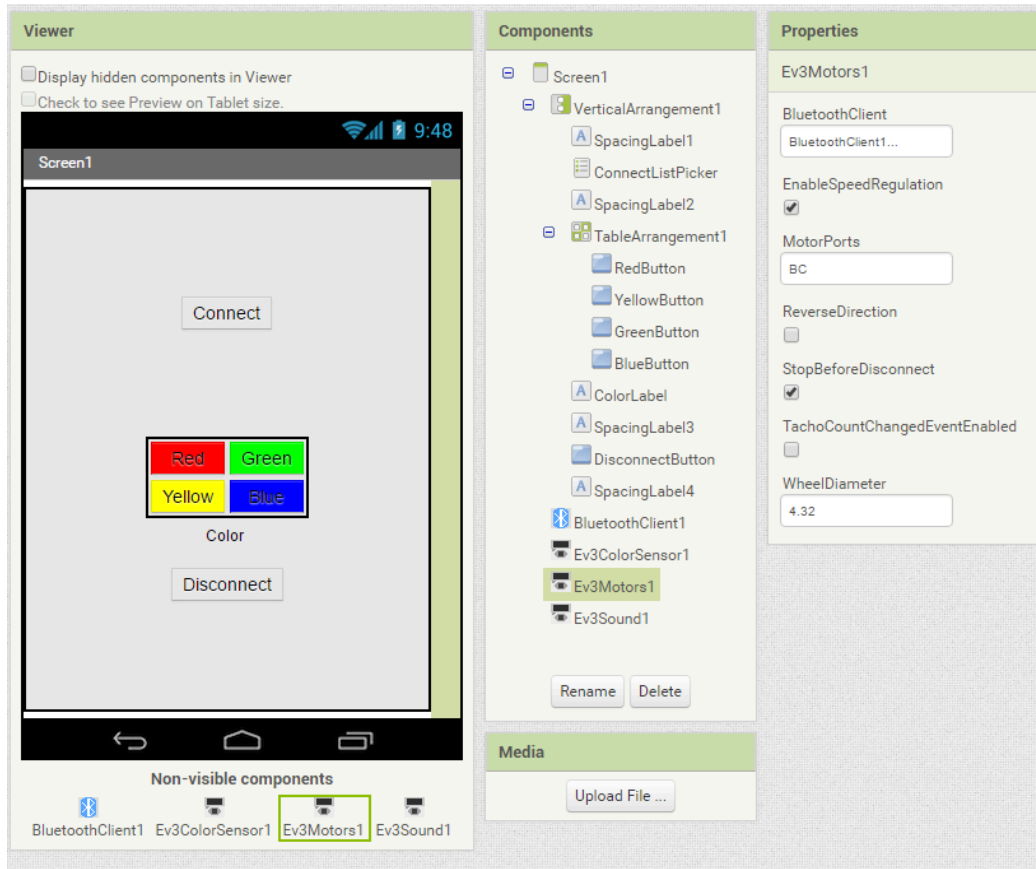 Viewer
Display hidden components in Viewer
Check to see Preview on Tablet size.
9:48
Screen1
Connect
Red Green
Yellow Blue
Color
Disconnect
Non-visible components
BluetoothClient1 Ev3ColorSensor1 Ev3Motors1 Ev3Sound1
Components
Screen1
VerticalArrangement1
A SpacingLabel1
ConnectListPicker
A SpacingLabel2
TableArrangement1
RedButton
YellowButton
GreenButton
BlueButton
A ColorLabel
A SpacingLabel3
DisconnectButton
A SpacingLabel4
BluetoothClient1
Ev3ColorSensor1
Ev3Motors1
Ev3Sound1
Rename Delete
Media
Upload File ...
Properties
Ev3Motors1
BluetoothClient
BluetoothClient1...
EnableSpeedRegulation
MotorPorts
BC
ReverseDirection
StopBeforeDisconnect
TachoCountChangedEventEnabled
WheelDiameter
4.32